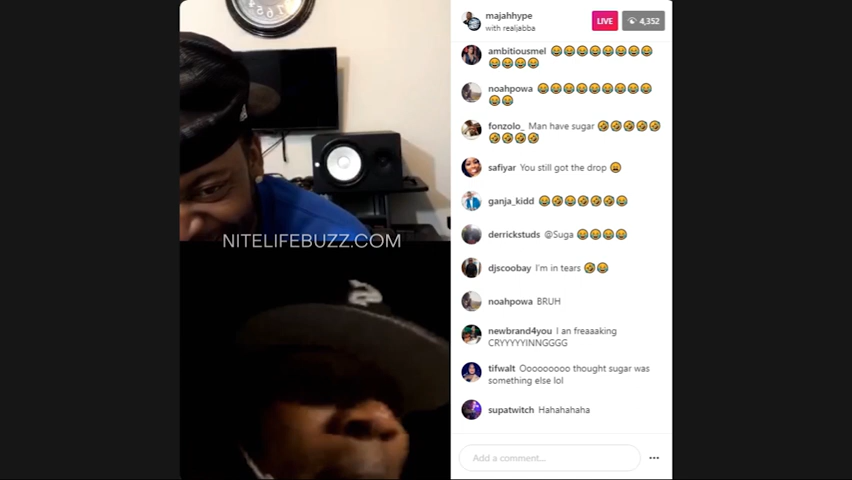 majahhype
with realjabba
LIVE
4,352
ambitiousmel 😂😂😂😂😂😂😂😂😂
😂😂😂😂
noahpowa 😂😂😂😂😂😂😂😂😂
😂😂
fonzolo_ Man have sugar 🤣🤣🤣🤣🤣
🤣🤣🤣🤣
safiyar You still got the drop 😩
ganja_kidd 😂🤣😂🤣🤣🤣😂
derrickstuds @Suga 😂😂😂😂
djscoobay I'm in tears 🤣😂
noahpowa BRUH
newbrand4you I an freaaaking
CRYYYYYINNGGGG
tifwalt Ooooooooo thought sugar was
something else lol
supatwitch Hahahahaha
Add a comment...
NITELIFEBUZZ.COM